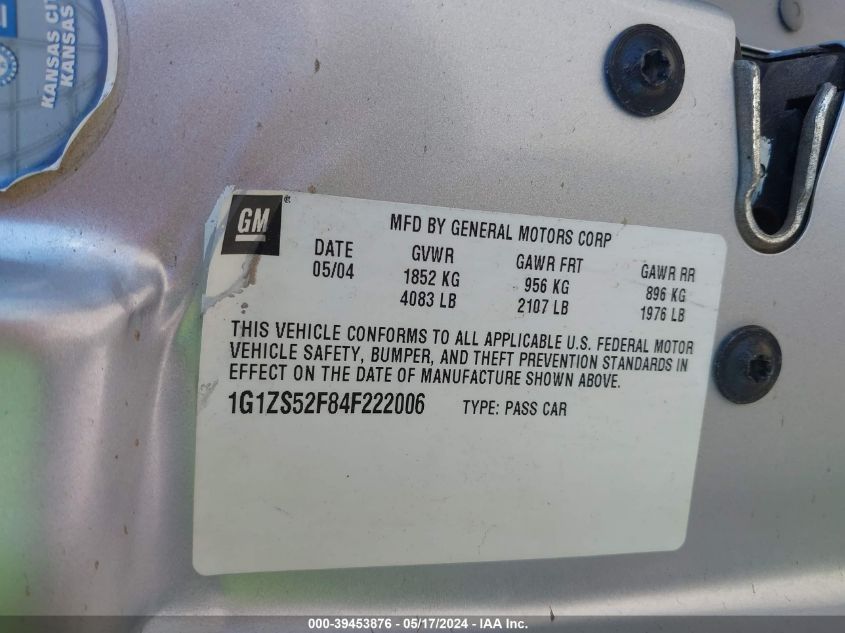 KANSAS CITY
KANSAS
GM
®
MFD BY GENERAL MOTORS CORP
DATE GVWR GAWR FRT GAWR RR
05/04 1852 KG 956 KG 896 KG
4083 LB 2107 LB 1976 LB
THIS VEHICLE CONFORMS TO ALL APPLICABLE U.S. FEDERAL MOTOR
VEHICLE SAFETY, BUMPER, AND THEFT PREVENTION STANDARDS IN
EFFECT ON THE DATE OF MANUFACTURE SHOWN ABOVE.
1G1ZS52F84F222006 TYPE: PASS CAR
000-39453876 - 05/17/2024 - IAA Inc.